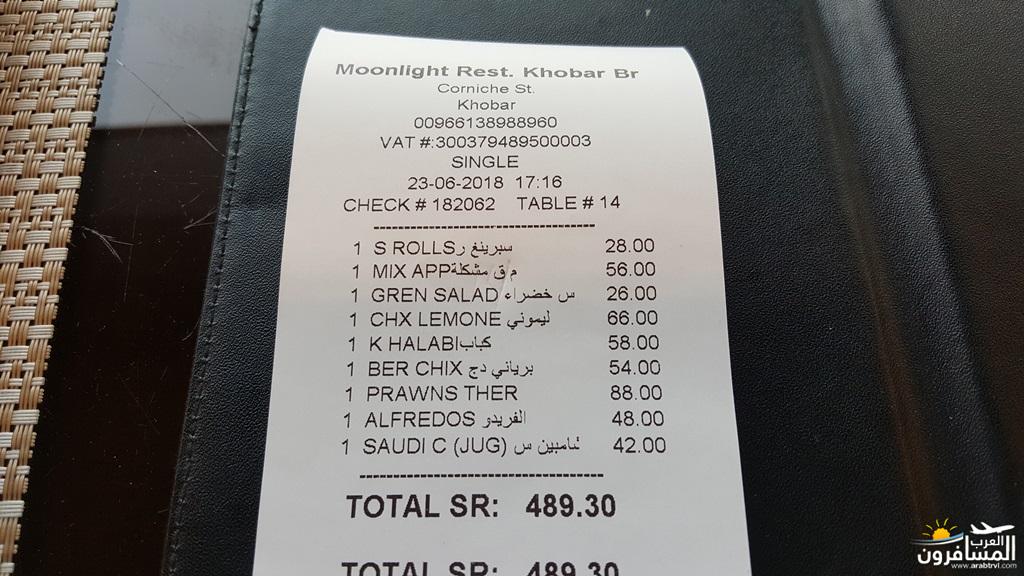 Moonlight Rest. Khobar Br
Corniche St.
Khobar
00966138988960
VAT #:300379489500003
SINGLE
23-06-2018 17:16
CHECK # 182062 TABLE # 14
1 S ROLLS سبرينغ ر 28.00
1 MIX APP م ق مشكلة 56.00
1 GREN SALAD س خضراء 26.00
1 CHX LEMONE ليموني 66.00
1 K HALABI كباب 58.00
1 BER CHIX برياني دج 54.00
1 PRAWNS THER 88.00
1 ALFREDOS الفريدو 48.00
1 SAUDI C (JUG) شامبين س 42.00
TOTAL SR: 489.30
TOTAL SR: 489.30
العرب
المسافرون
www.arabtrvl.com